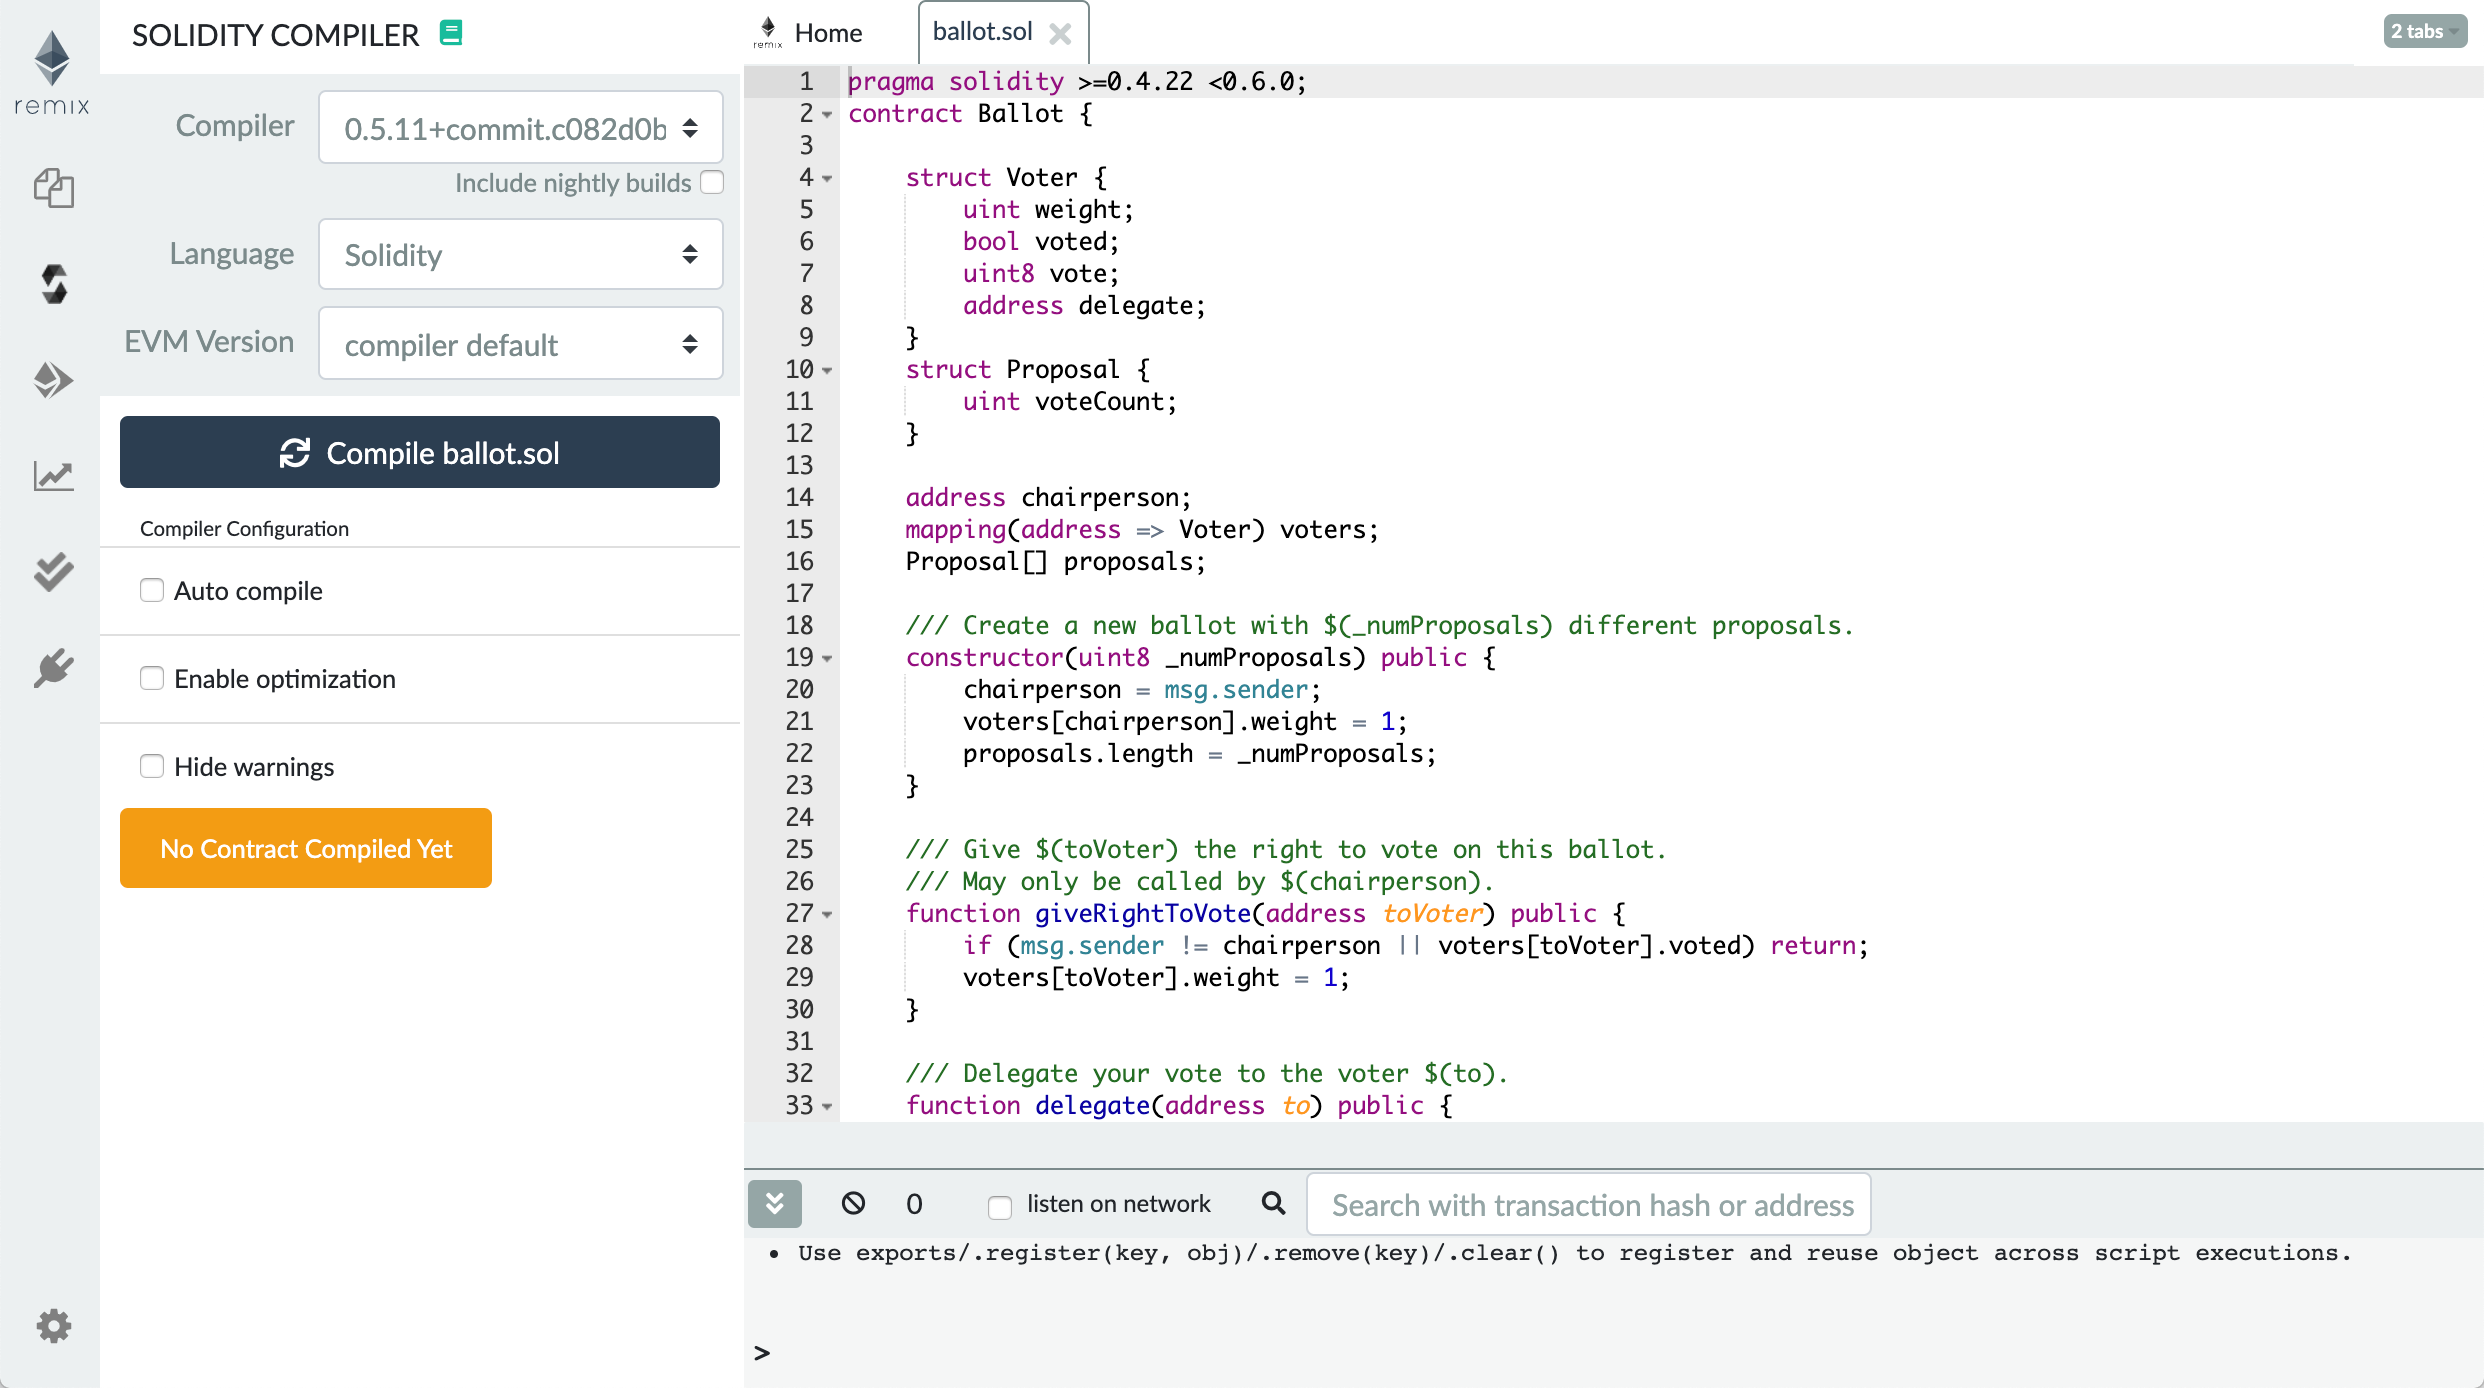 remix
SOLIDITY COMPILER
Compiler
0.5.11+commit.c082d0b
Include nightly builds
Language
Solidity
EVM Version
compiler default
Compile ballot.sol
Compiler Configuration
Auto compile
Enable optimization
Hide warnings
No Contract Compiled Yet
remix Home
ballot.sol
2 tabs
1 pragma solidity >=0.4.22 <0.6.0;
2 contract Ballot {
3
4 struct Voter {
5 uint weight;
6 bool voted;
7 uint8 vote;
8 address delegate;
9 }
10 struct Proposal {
11 uint voteCount;
12 }
13
14 address chairperson;
15 mapping(address => Voter) voters;
16 Proposal[] proposals;
17
18 /// Create a new ballot with $(_numProposals) different proposals.
19 constructor(uint8 _numProposals) public {
20 chairperson = msg.sender;
21 voters[chairperson].weight = 1;
22 proposals.length = _numProposals;
23 }
24
25 /// Give $(toVoter) the right to vote on this ballot.
26 /// May only be called by $(chairperson).
27 function giveRightToVote(address toVoter) public {
28 if (msg.sender != chairperson || voters[toVoter].voted) return;
29 voters[toVoter].weight = 1;
30 }
31
32 /// Delegate your vote to the voter $(to).
33 function delegate(address to) public {
0
listen on network
Search with transaction hash or address
• Use exports/.register(key, obj)/.remove(key)/.clear() to register and reuse object across script executions.
>